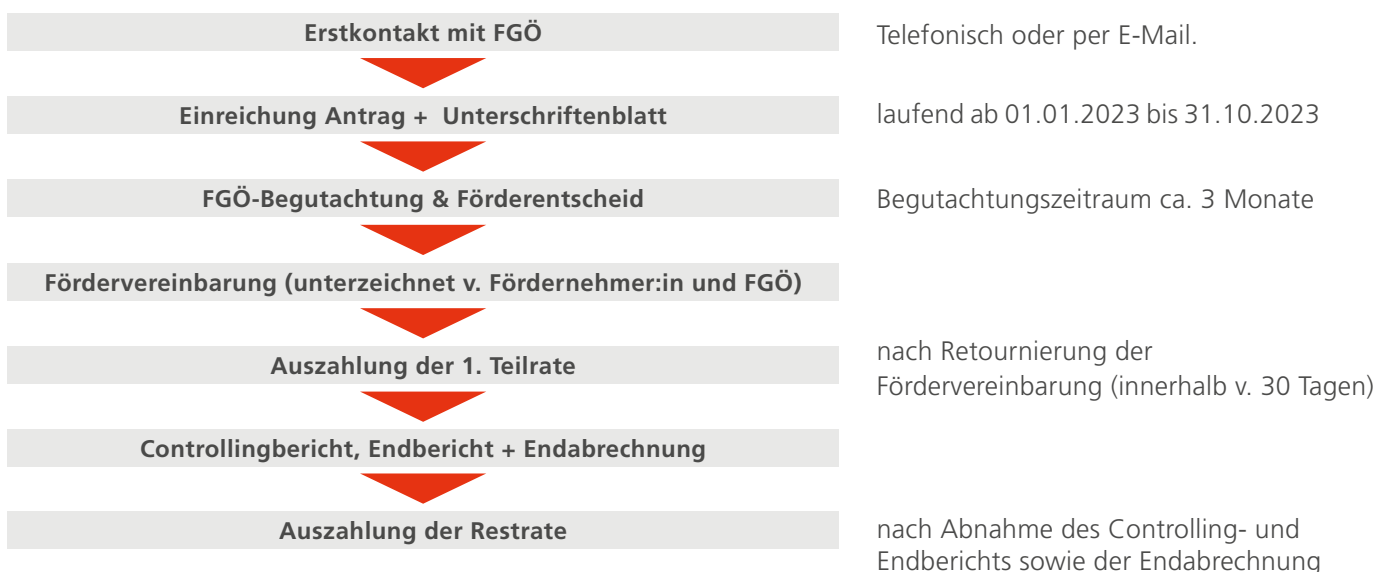 Erstkontakt mit FGÖ
Telefonisch oder per E-Mail.
Einreichung Antrag + Unterschriftenblatt
laufend ab 01.01.2023 bis 31.10.2023
FGÖ-Begutachtung & Förderentscheid
Begutachtungszeitraum ca. 3 Monate
Fördervereinbarung (unterzeichnet v. Fördernehmer:in und FGÖ)
Auszahlung der 1. Teilrate
nach Retournierung der
Fördervereinbarung (innerhalb v. 30 Tagen)
Controllingbericht, Endbericht + Endabrechnung
Auszahlung der Restrate
nach Abnahme des Controlling- und
Endberichts sowie der Endabrechnung